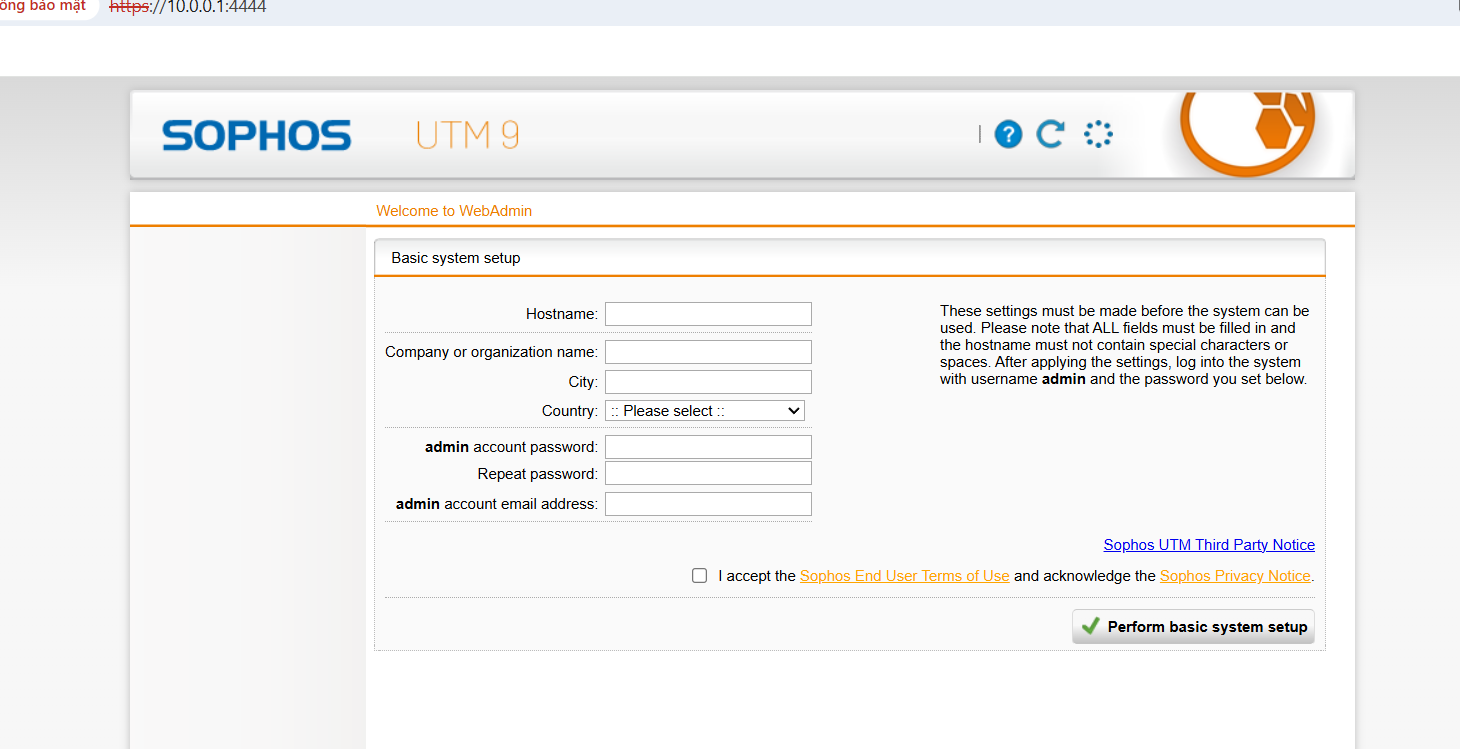 ông bảo mật https://10.0.0.1:4444
SOPHOS UTM 9 | ?
Welcome to WebAdmin
Basic system setup
Hostname:
Company or organization name:
City:
Country: :: Please select ::
admin account password:
Repeat password:
admin account email address:
These settings must be made before the system can be
used. Please note that ALL fields must be filled in and
the hostname must not contain special characters or
spaces. After applying the settings, log into the system
with username admin and the password you set below.
Sophos UTM Third Party Notice
I accept the Sophos End User Terms of Use and acknowledge the Sophos Privacy Notice.
Perform basic system setup